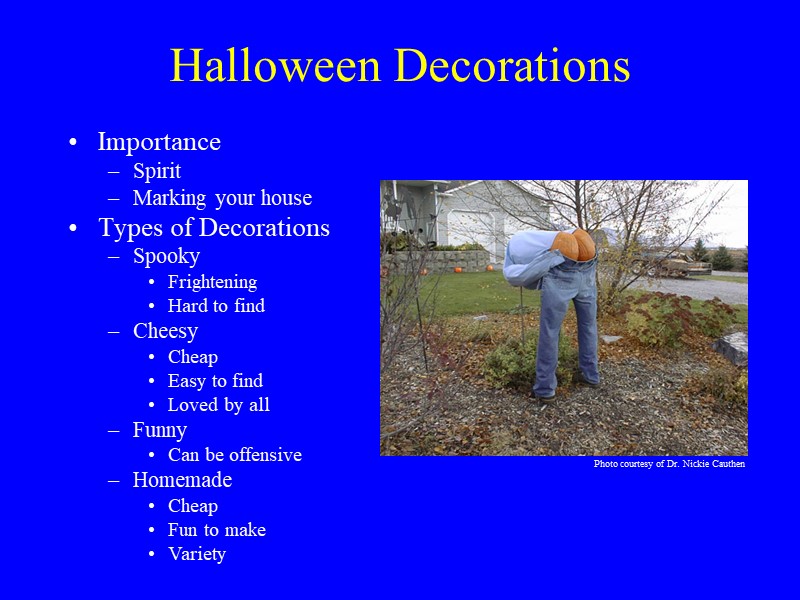 Halloween Decorations
• Importance
– Spirit
– Marking your house
• Types of Decorations
– Spooky
• Frightening
• Hard to find
– Cheesy
• Cheap
• Easy to find
• Loved by all
– Funny
• Can be offensive
– Homemade
• Cheap
• Fun to make
• Variety
Photo courtesy of Dr. Nickie Cauthen